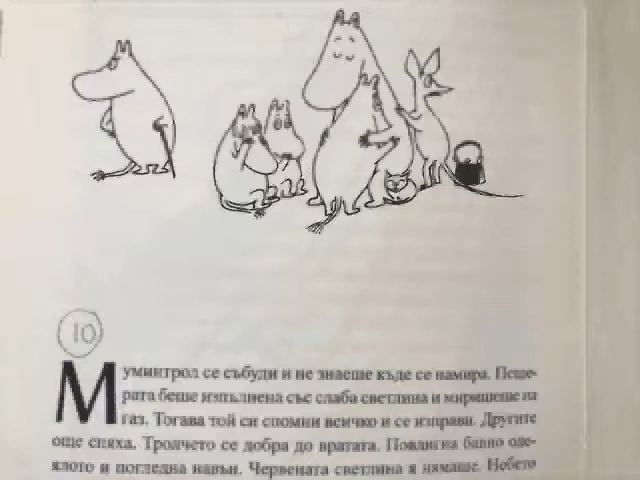 10
Муминтрол се събуди и не знаеше къде се намира. Пеще-
рата беше изпълнена със слаба светлина и миришеше на
газ. Тогава той си спомни всичко и се изправи. Другите
още спяха. Тролчето се добра до вратата. Повдигна бавно оде-
ялото и погледна навън. Червената светлина я нямаше. Небето